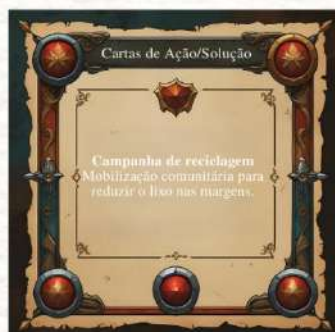 Cartas de Ação/Solução
Campanha de reciclagem
Mobilização comunitária para
reduzir o lixo nas margens.